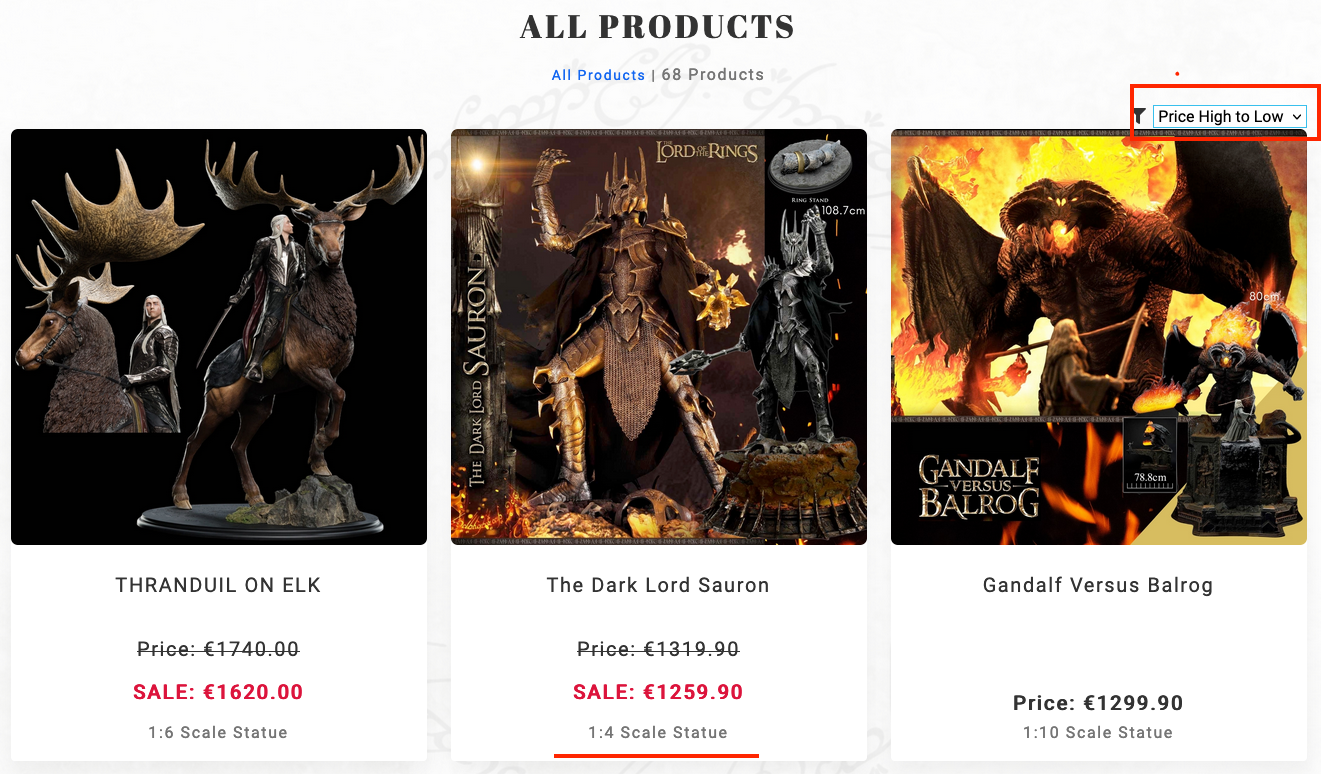 ALL PRODUCTS
All Products | 68 Products
Price High to Low
THE
LORD OF THE RINGS
RING STAND
108.7cm
THE DARK LORD SAURON
80cm
GANDALF
VERSUS
BALROG
78.8cm
THRANDUIL ON ELK
Price: €1740.00
SALE: €1620.00
1:6 Scale Statue
The Dark Lord Sauron
Price: €1319.90
SALE: €1259.90
1:4 Scale Statue
Gandalf Versus Balrog
Price: €1299.90
1:10 Scale Statue